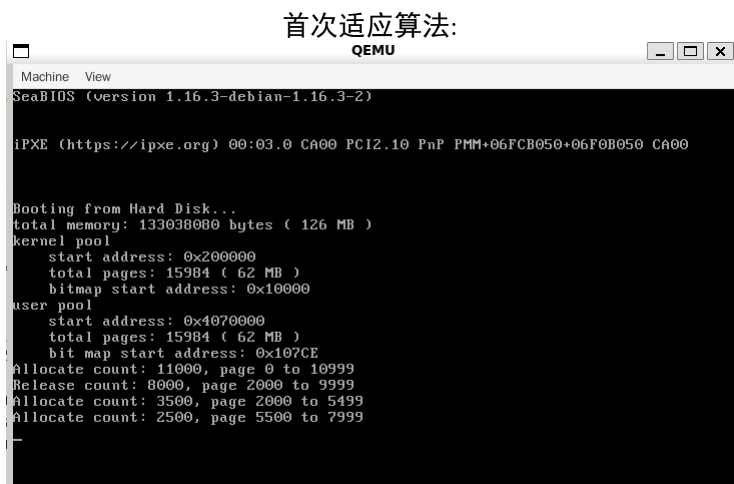 首次适应算法:
QEMU
Machine View
SeaBIOS (version 1.16.3-debian-1.16.3-2)
iPXE (https://ipxe.org) 00:03.0 CA00 PCI2.10 PnP PMM+06FCB050+06F0B050 CA00
Booting from Hard Disk...
total memory: 133038080 bytes ( 126 MB )
kernel pool
    start address: 0x200000
    total pages: 15984 ( 62 MB )
    bitmap start address: 0x10000
user pool
    start address: 0x4070000
    total pages: 15984 ( 62 MB )
    bit map start address: 0x107CE
Allocate count: 11000, page 0 to 10999
Release count: 8000, page 2000 to 9999
Allocate count: 3500, page 2000 to 5499
Allocate count: 2500, page 5500 to 7999